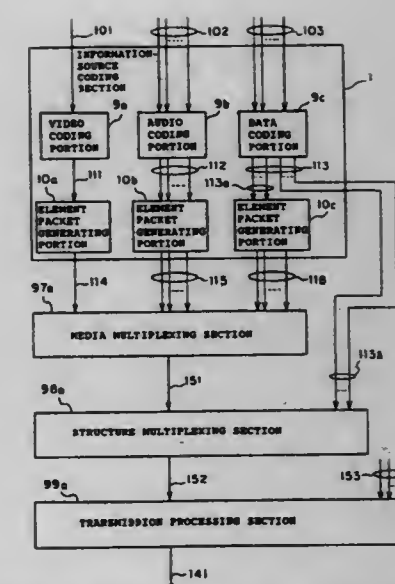 101
102
103
INFORMATION-
SOURCE
CODING
SECTION
1
9a
9b
9c
VIDEO
CODING
PORTION
AUDIO
CODING
PORTION
DATA
CODING
PORTION
111
112
113
113a
10a
10b
10c
ELEMENT
PACKET
GENERATING
PORTION
ELEMENT
PACKET
GENERATING
PORTION
ELEMENT
PACKET
GENERATING
PORTION
114
115
116
97a
MEDIA MULTIPLEXING SECTION
151
113a
98a
STRUCTURE MULTIPLEXING SECTION
152
153
99a
TRANSMISSION PROCESSING SECTION
141